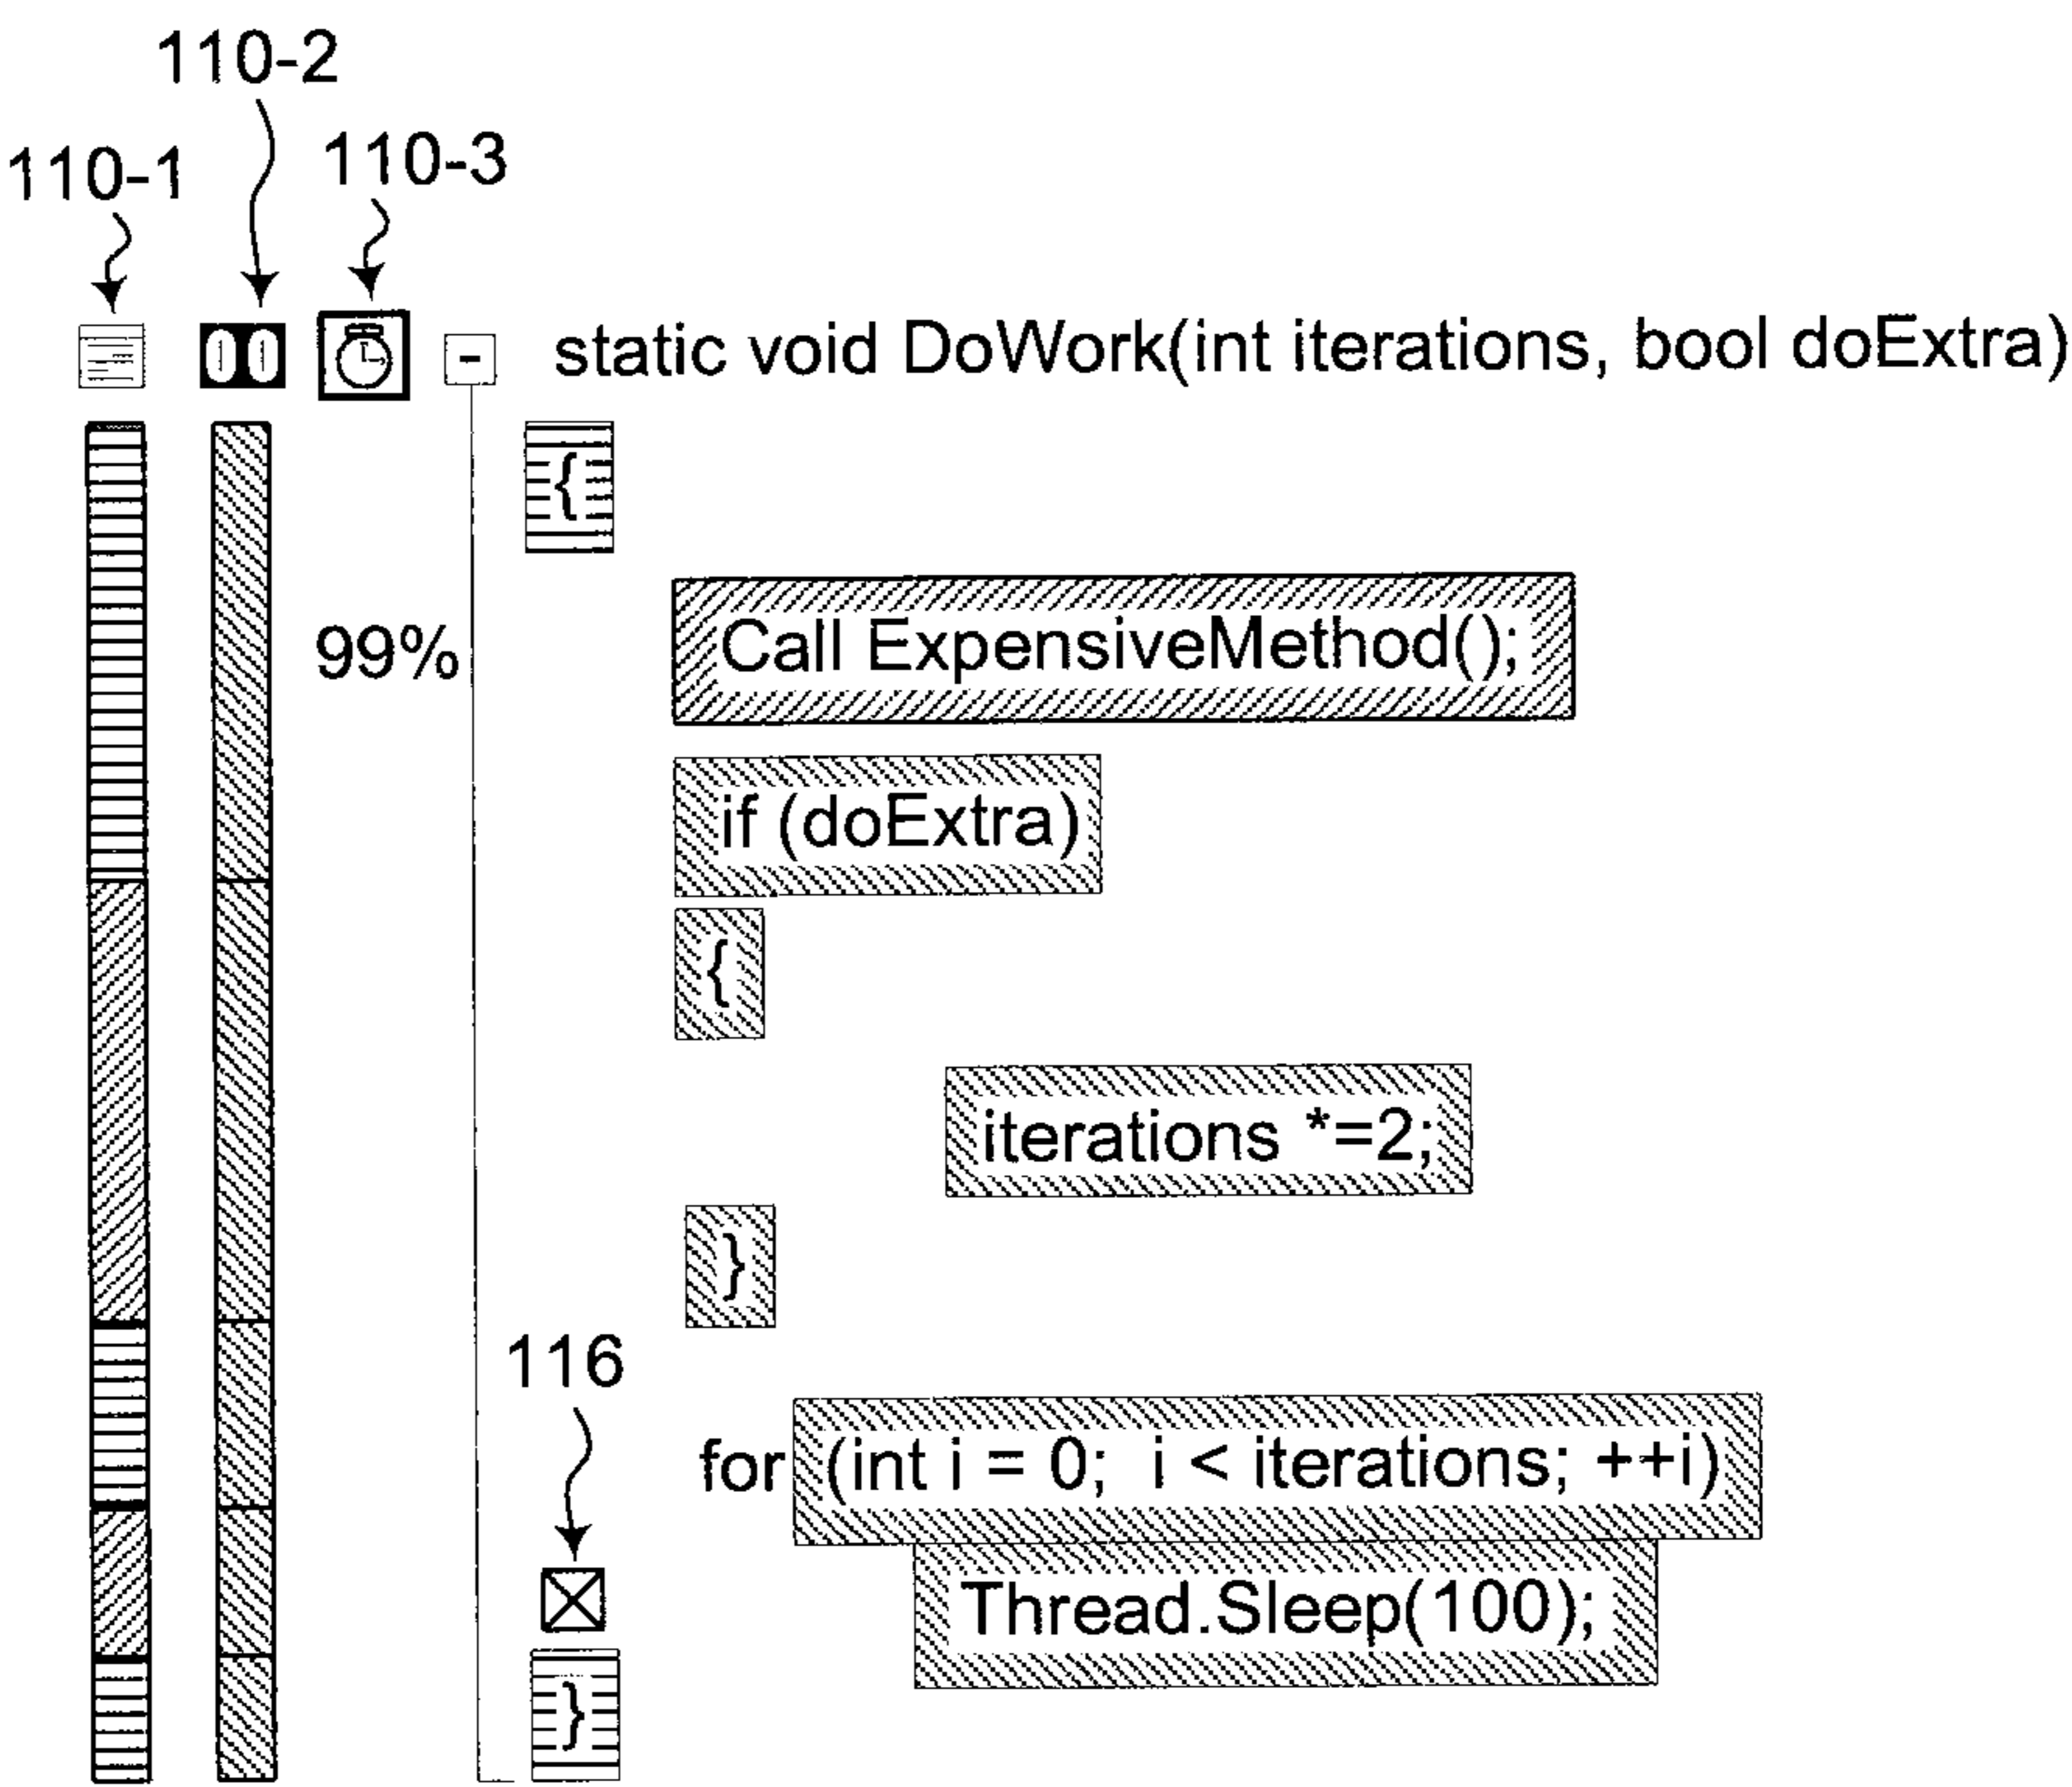 110-2
110-1 110-3
static void DoWork(int iterations, bool doExtra)
{
99% Call ExpensiveMethod();
if (doExtra)
{
iterations *=2;
}
116
for (int i = 0; i < iterations; ++i)
Thread.Sleep(100);
}